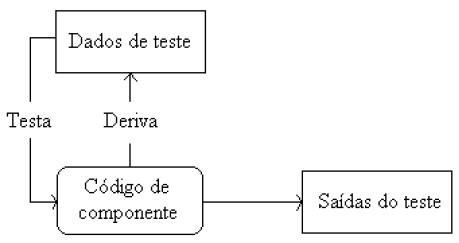 Dados de teste
Testa
Deriva
Código de
componente
Saídas do teste